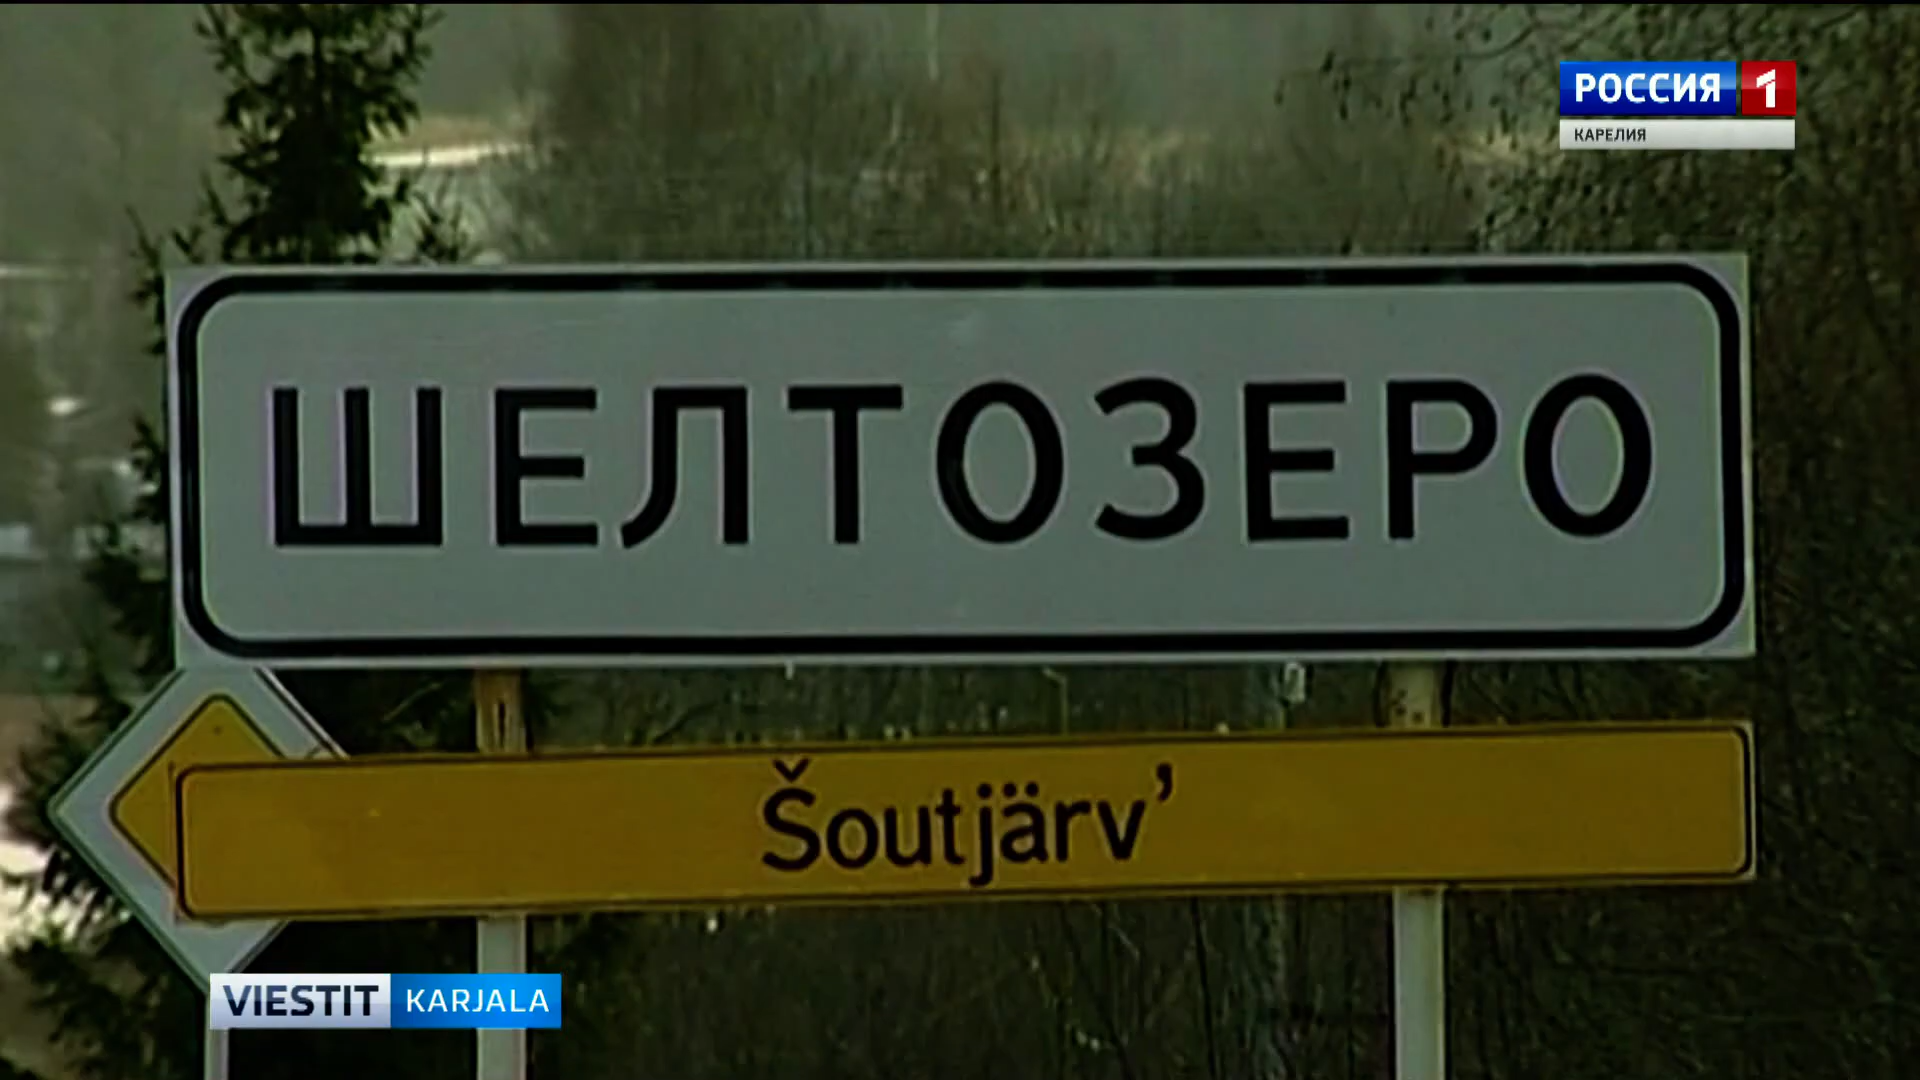 РОССИЯ 1
КАРЕЛИЯ
ШЕЛТОЗЕРО
Šoutjärv’
VIESTIT KARJALA